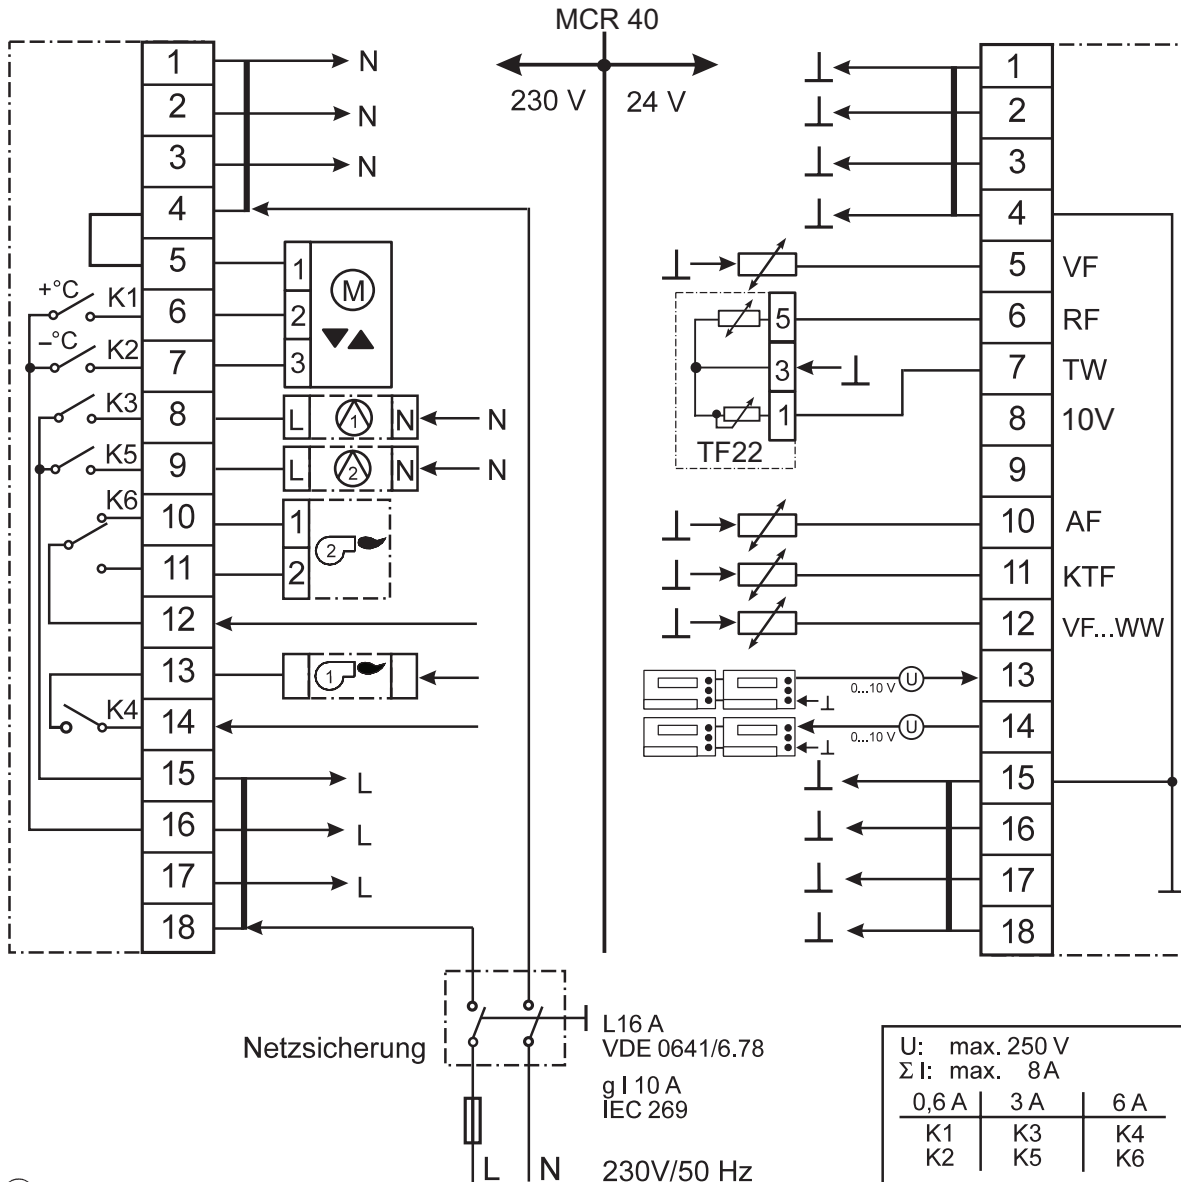 MCR 40
230 V 24 V
1 N
2 N
3 N
4
5 1
M
+°C K1 6 2
–°C K2 7 3
K3 8 L 1 N N
K5 9 L 2 N N
K6 10 1
2
11 2
12
13 1
K4 14
15 L
16 L
17 L
18
1
2
3
4
5 VF
5 6 RF
3 7 TW
1 8 10V
TF22
9
10 AF
11 KTF
12 VF...WW
0...10 V U 13
0...10 V U 14
15
16
17
18
Netzsicherung
L16 A
VDE 0641/6.78
g I 10 A
IEC 269
L N 230V/50 Hz
U: max. 250 V
Σ I: max. 8A
0,6 A 3 A 6 A
K1 K3 K4
K2 K5 K6